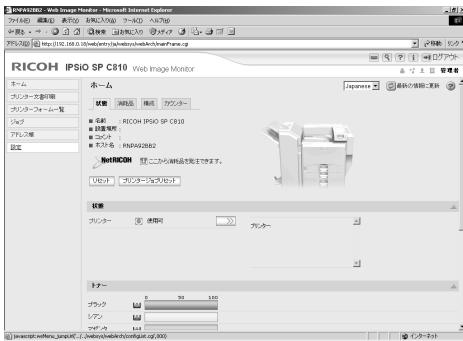 RNPA92BB2 - Web Image Monitor - Microsoft Internet Explorer
ファイル(F) 編集(E) 表示(V) お気に入り(A) ツール(T) ヘルプ(H)
戻る 検索 お気に入り メディア
アドレス(D) http://192.168.0.10/web/entry/ja/websys/webArch/mainFrame.cgi 移動 リンク
? i ログアウト
RICOH IPSiO SP C810 Web Image Monitor
管理者
ホーム
プリンター文書印刷
プリンターフォーム一覧
ジョブ
アドレス帳
設定
ホーム
Japanese 最新の情報に更新 ?
状態 消耗品 構成 カウンター
名前 : RICOH IPSiO SP C810
設置場所 :
コメント :
ホスト名 : RNPA92BB2
NetRICOH ここから消耗品を発注できます。
リセット プリンタージョブリセット
状態
プリンター 使用可 プリンター
トナー
0 50 100
ブラック
シアン
マゼンタ
javascript:wsMenu_jumpUrl('../../websys/webArch/configList.cgi',000) インターネット